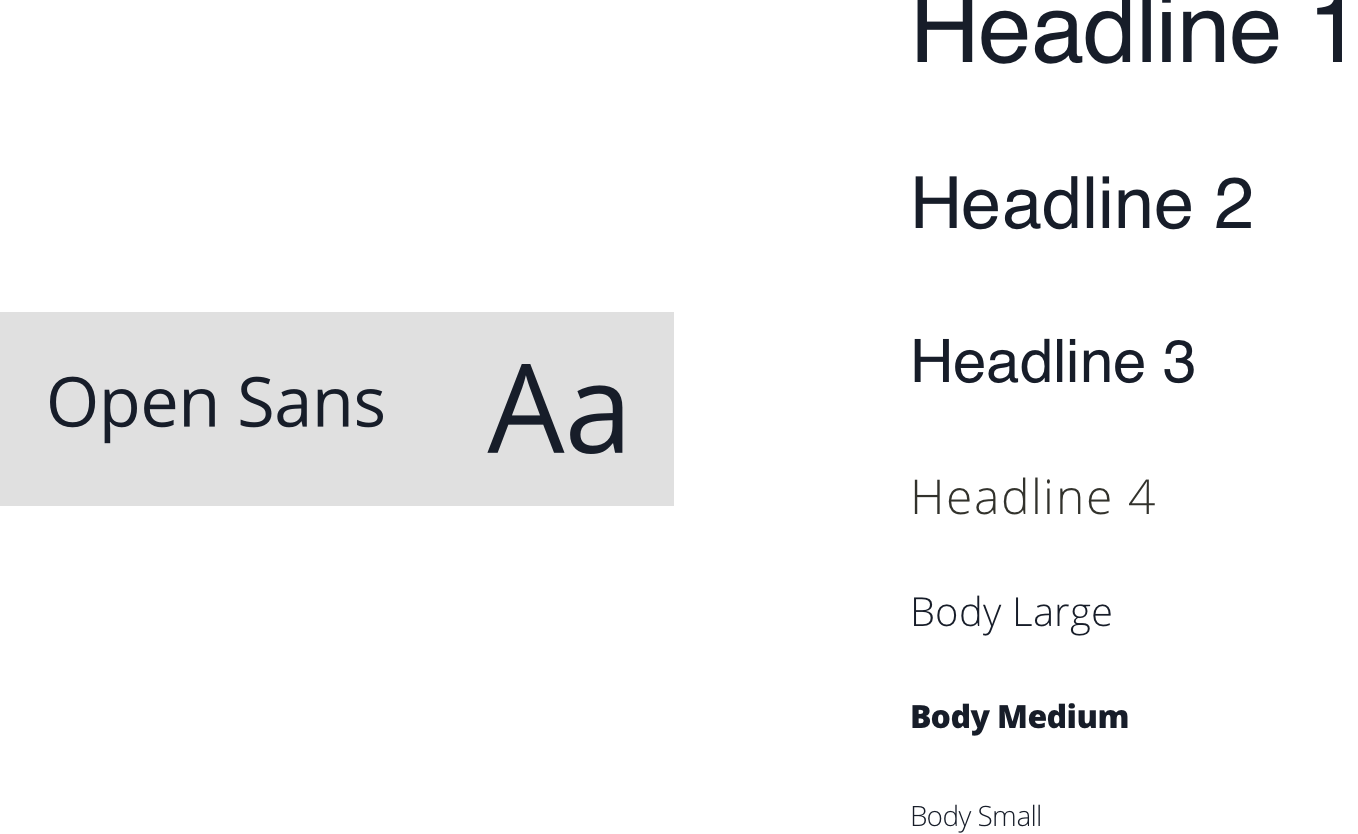 Headline 1
Headline 2
Headline 3
Headline 4
Body Large
Body Medium
Body Small
Open Sans
Aa